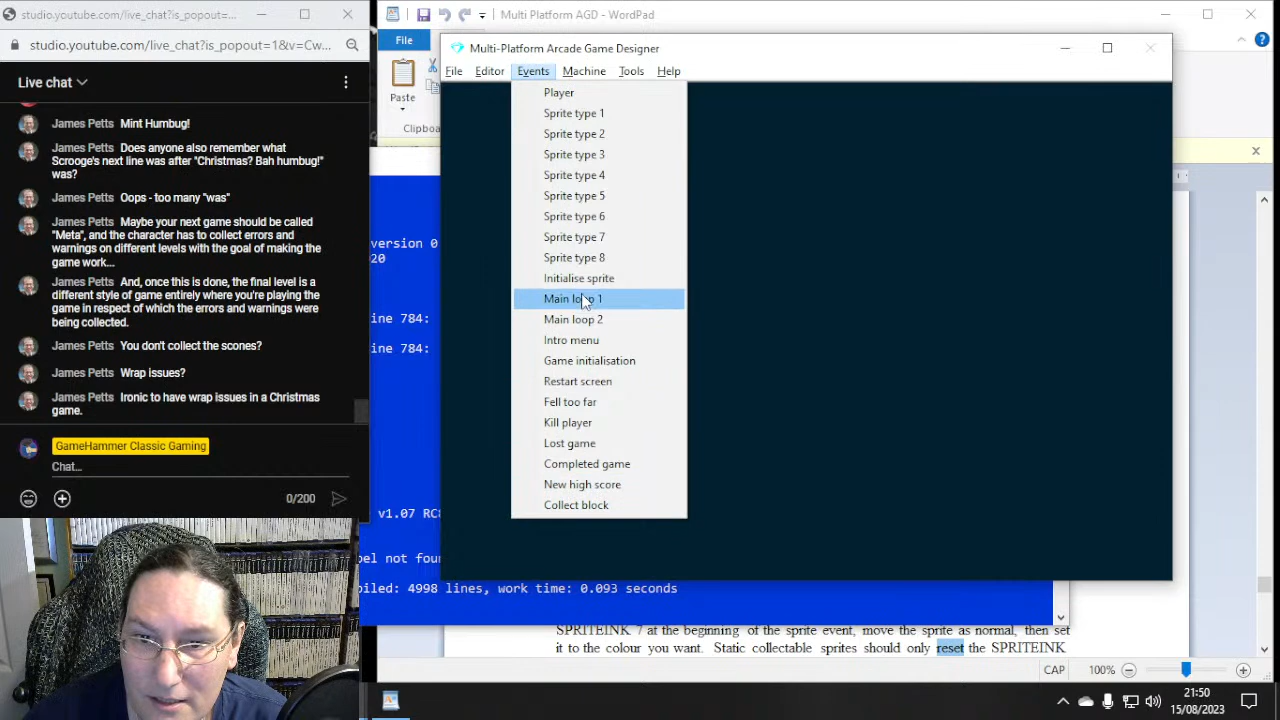 studio.youtube.com/live_chat?is_popout=...
studio.youtube.com/live_chat?is_popout=1&v=Cw...
Live chat
James Petts Mint Humbug!
James Petts Does anyone also remember what
Scrooge's next line was after "Christmas? Bah humbug!"
was?
James Petts Oops - too many "was"
James Petts Maybe your next game should be called
"Meta", and the character has to collect errors and
warnings on different levels with the goal of making the
game work...
James Petts And, once this is done, the final level is a
different style of game entirely where you're playing the
game in respect of which the errors and warnings were
being collected.
James Petts You don't collect the scones?
James Petts Wrap issues?
James Petts Ironic to have wrap issues in a Christmas
game.
GameHammer Classic Gaming
Chat...
0/200
Multi Platform AGD - WordPad
File
Paste
Clipboa
Multi-Platform Arcade Game Designer
File Editor Events Machine Tools Help
Player
Sprite type 1
Sprite type 2
Sprite type 3
Sprite type 4
Sprite type 5
Sprite type 6
Sprite type 7
Sprite type 8
Initialise sprite
Main loop 1
Main loop 2
Intro menu
Game initialisation
Restart screen
Fell too far
Kill player
Lost game
Completed game
New high score
Collect block
version 0
20
ine 784:
ine 784:
v1.07 RC8
bel not foun
piled: 4998 lines, work time: 0.093 seconds
SPRITEINK 7 at the beginning of the sprite event, move the sprite as normal, then set
it to the colour you want. Static collectable sprites should only reset the SPRITEINK
CAP 100%
21:50
15/08/2023